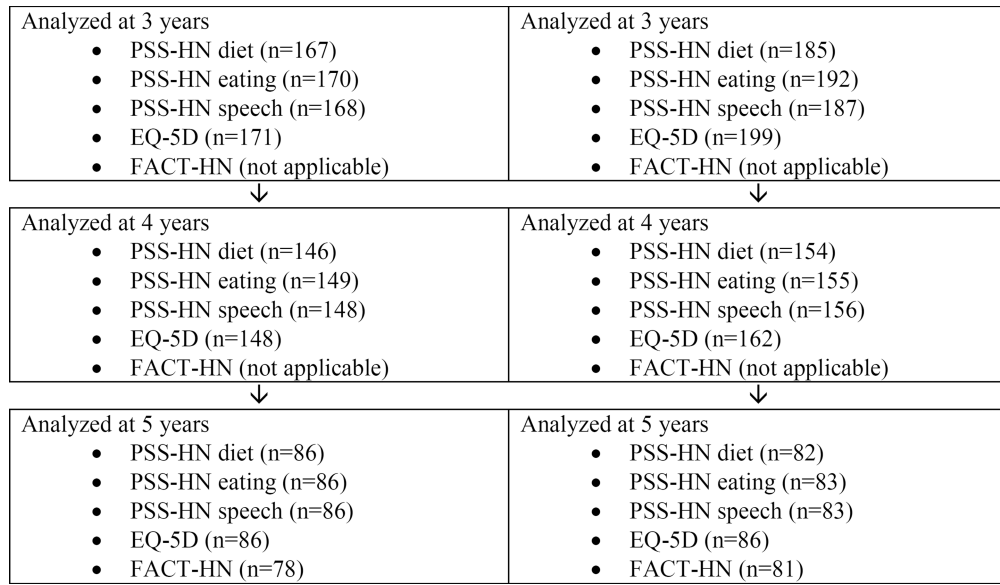 Analyzed at 3 years
• PSS-HN diet (n=167)
• PSS-HN eating (n=170)
• PSS-HN speech (n=168)
• EQ-5D (n=171)
• FACT-HN (not applicable)
Analyzed at 3 years
• PSS-HN diet (n=185)
• PSS-HN eating (n=192)
• PSS-HN speech (n=187)
• EQ-5D (n=199)
• FACT-HN (not applicable)
Analyzed at 4 years
• PSS-HN diet (n=146)
• PSS-HN eating (n=149)
• PSS-HN speech (n=148)
• EQ-5D (n=148)
• FACT-HN (not applicable)
Analyzed at 4 years
• PSS-HN diet (n=154)
• PSS-HN eating (n=155)
• PSS-HN speech (n=156)
• EQ-5D (n=162)
• FACT-HN (not applicable)
Analyzed at 5 years
• PSS-HN diet (n=86)
• PSS-HN eating (n=86)
• PSS-HN speech (n=86)
• EQ-5D (n=86)
• FACT-HN (n=78)
Analyzed at 5 years
• PSS-HN diet (n=82)
• PSS-HN eating (n=83)
• PSS-HN speech (n=83)
• EQ-5D (n=86)
• FACT-HN (n=81)